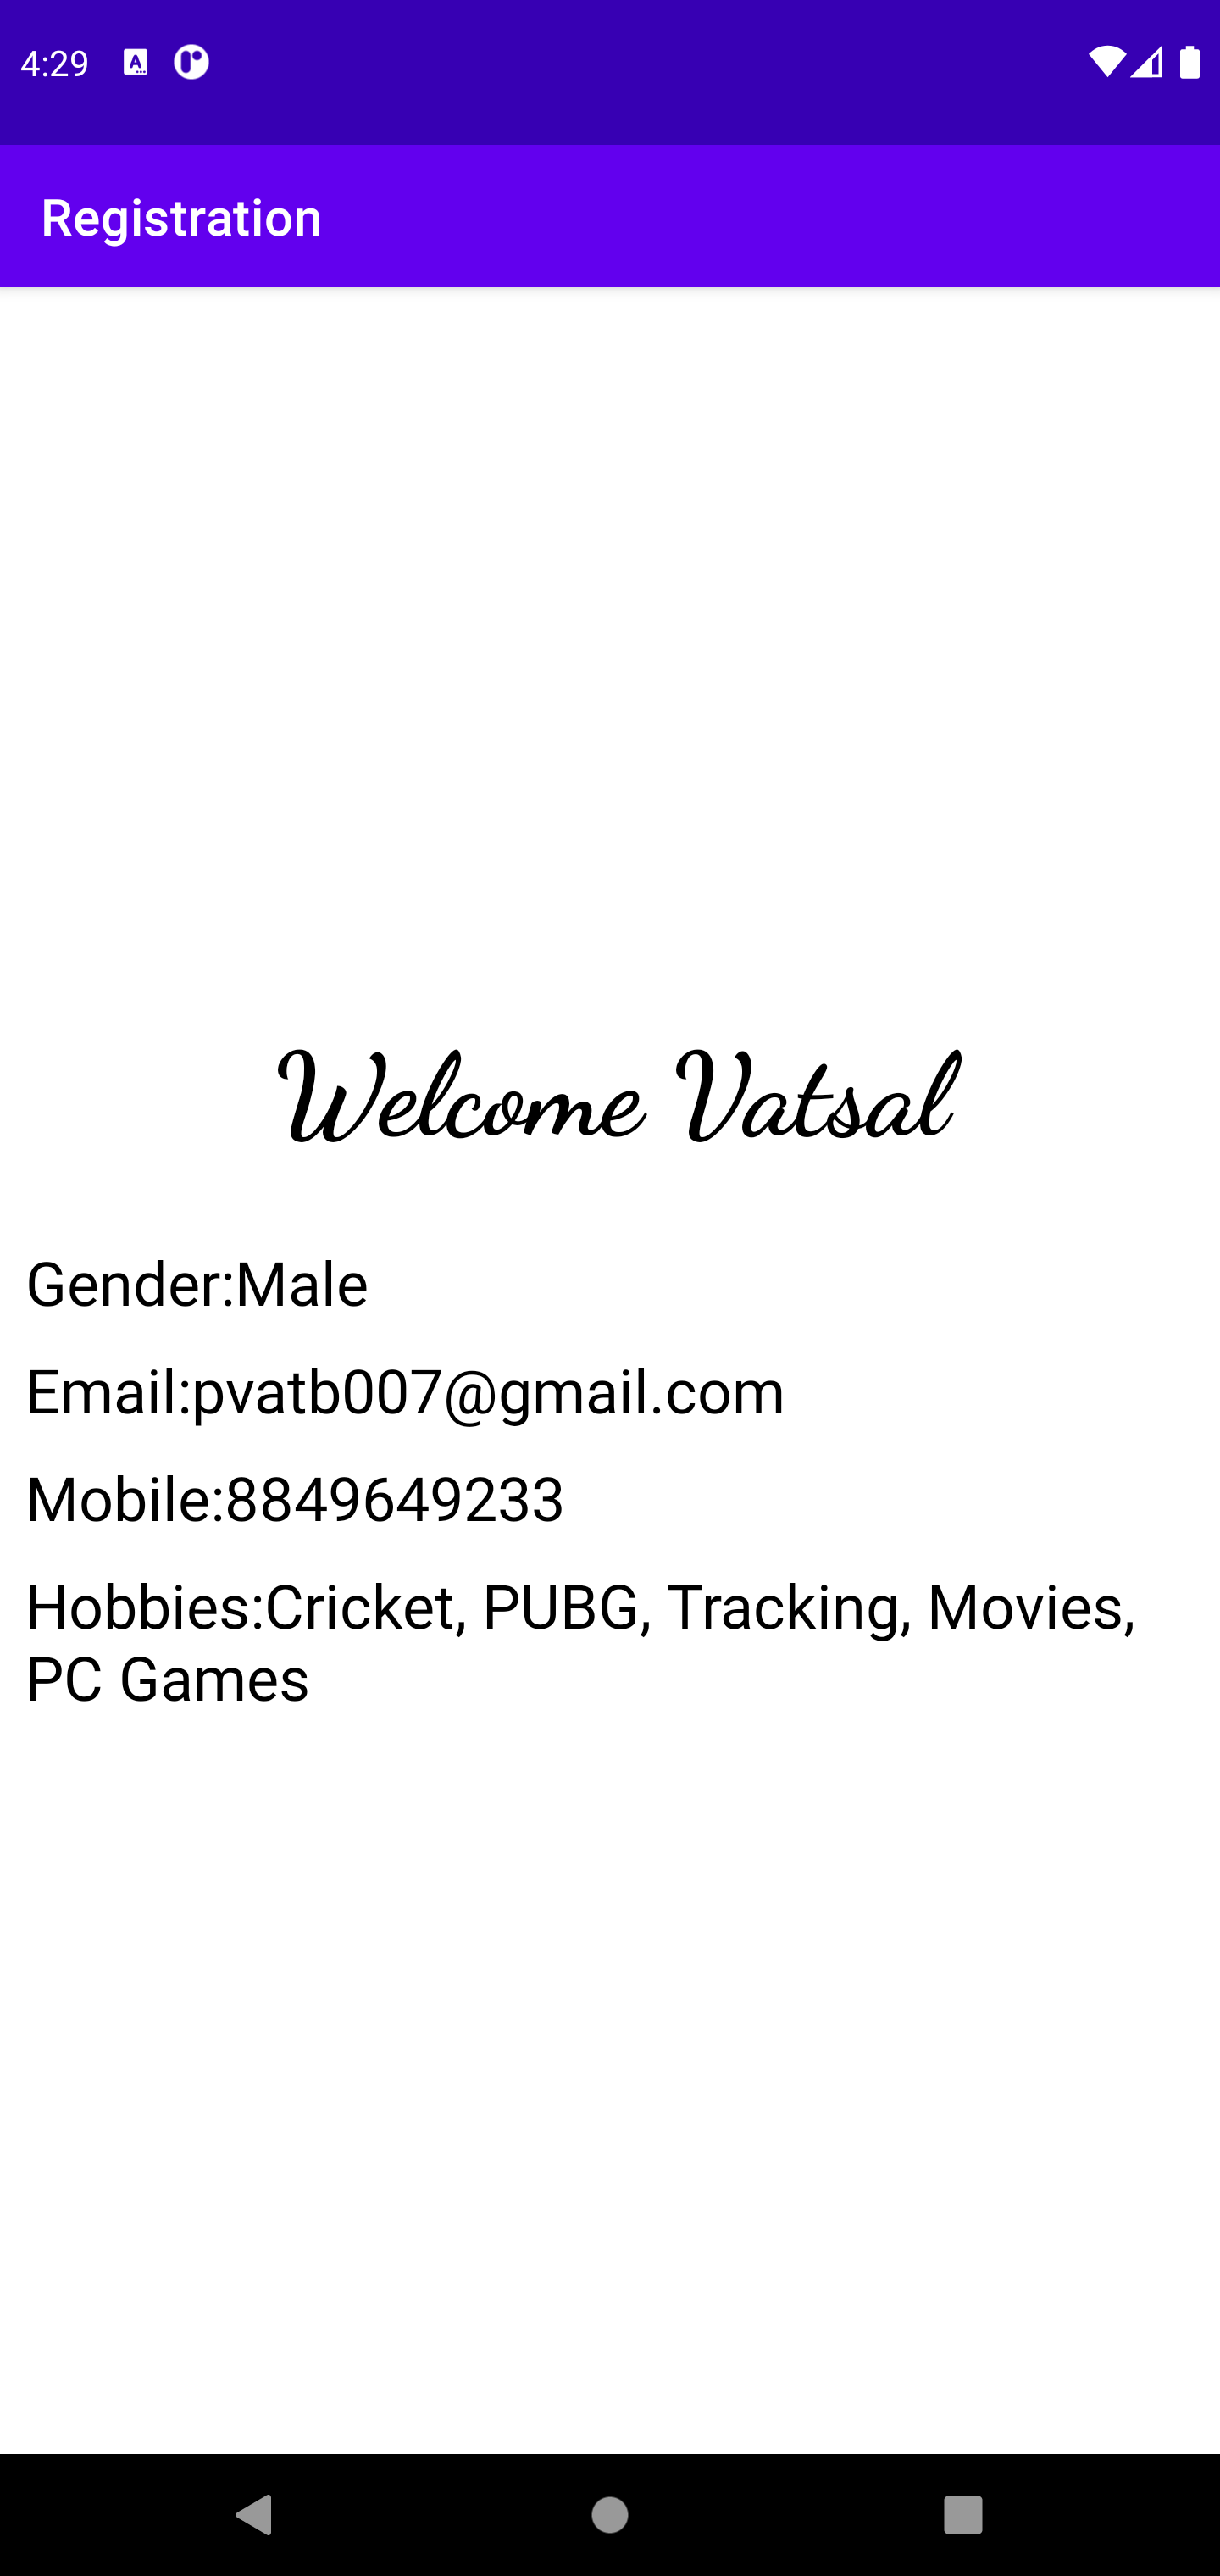 4:29
Registration
Welcome Vatsal
Gender:Male
Email:pvatb007@gmail.com
Mobile:8849649233
Hobbies:Cricket, PUBG, Tracking, Movies,
PC Games